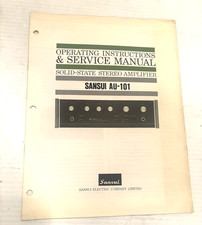 OPERATING INSTRUCTIONS
& SERVICE MANUAL
SOLID-STATE STEREO AMPLIFIER
SANSUI AU-101
Sansui
SANSUI ELECTRIC COMPANY LIMITED